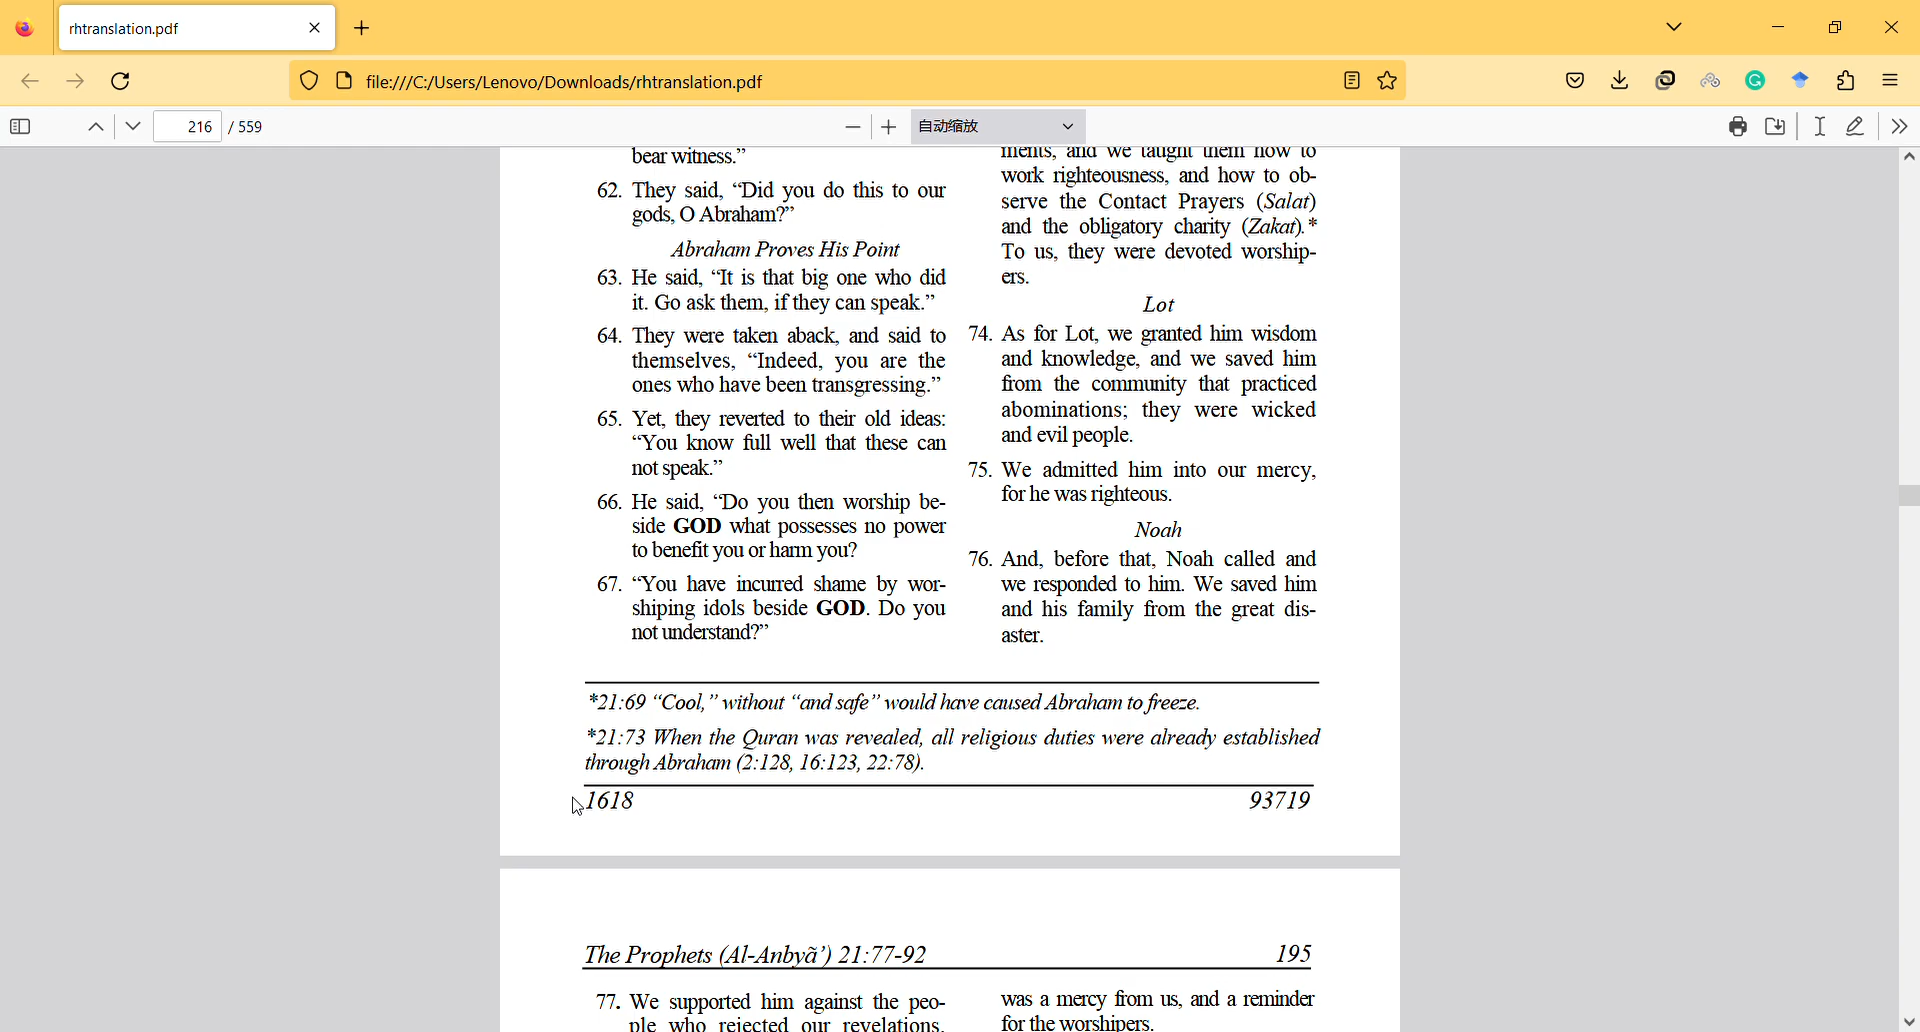 rhtranslation.pdf
file:///C:/Users/Lenovo/Downloads/rhtranslation.pdf
216 / 559
自动缩放
bear witness.”
62. They said, “Did you do this to our
gods, O Abraham?”
Abraham Proves His Point
63. He said, “It is that big one who did
it. Go ask them, if they can speak.”
64. They were taken aback, and said to
themselves, “Indeed, you are the
ones who have been transgressing.”
65. Yet, they reverted to their old ideas:
“You know full well that these can
not speak.”
66. He said, “Do you then worship be-
side GOD what possesses no power
to benefit you or harm you?
67. “You have incurred shame by wor-
shiping idols beside GOD. Do you
not understand?”
ments, and we taught them how to
work righteousness, and how to ob-
serve the Contact Prayers (Salat)
and the obligatory charity (Zakat).*
To us, they were devoted worship-
ers.
Lot
74. As for Lot, we granted him wisdom
and knowledge, and we saved him
from the community that practiced
abominations; they were wicked
and evil people.
75. We admitted him into our mercy,
for he was righteous.
Noah
76. And, before that, Noah called and
we responded to him. We saved him
and his family from the great dis-
aster.
*21:69 “Cool,” without “and safe” would have caused Abraham to freeze.
*21:73 When the Quran was revealed, all religious duties were already established
through Abraham (2:128, 16:123, 22:78).
1618 93719
The Prophets (Al-Anbyã’) 21:77-92 195
77. We supported him against the peo-
ple who rejected our revelations.
was a mercy from us, and a reminder
for the worshipers.